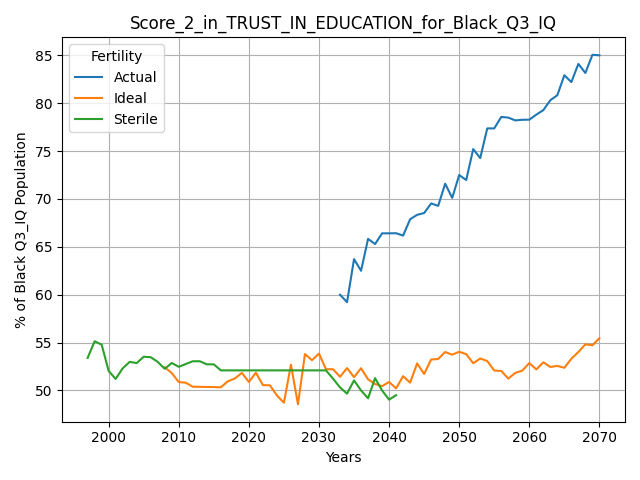 Score_2_in_TRUST_IN_EDUCATION_for_Black_Q3_IQ
Fertility
Actual
Ideal
Sterile
% of Black Q3_IQ Population
85
80
75
70
65
60
55
50
2000 2010 2020 2030 2040 2050 2060 2070
Years